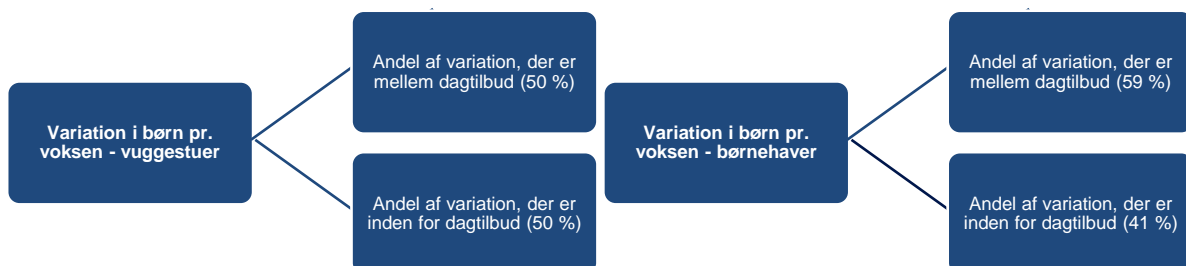 Variation i børn pr.
voksen - vuggestuer
Andel af variation, der er
mellem dagtilbud (50 %)
Andel af variation, der er
inden for dagtilbud (50 %)
Variation i børn pr.
voksen - børnehaver
Andel af variation, der er
mellem dagtilbud (59 %)
Andel af variation, der er
inden for dagtilbud (41 %)